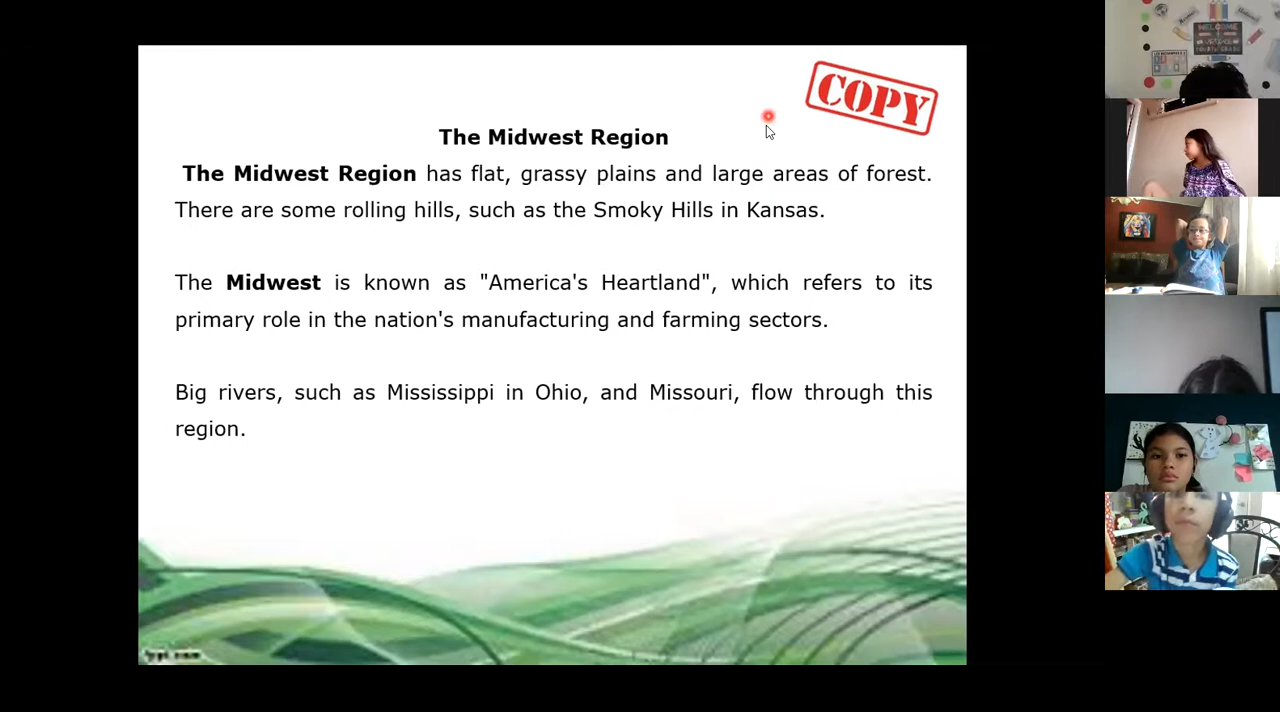 COPY
The Midwest Region
The Midwest Region has flat, grassy plains and large areas of forest.
There are some rolling hills, such as the Smoky Hills in Kansas.
The Midwest is known as "America's Heartland", which refers to its
primary role in the nation's manufacturing and farming sectors.
Big rivers, such as Mississippi in Ohio, and Missouri, flow through this
region.
WELCOME